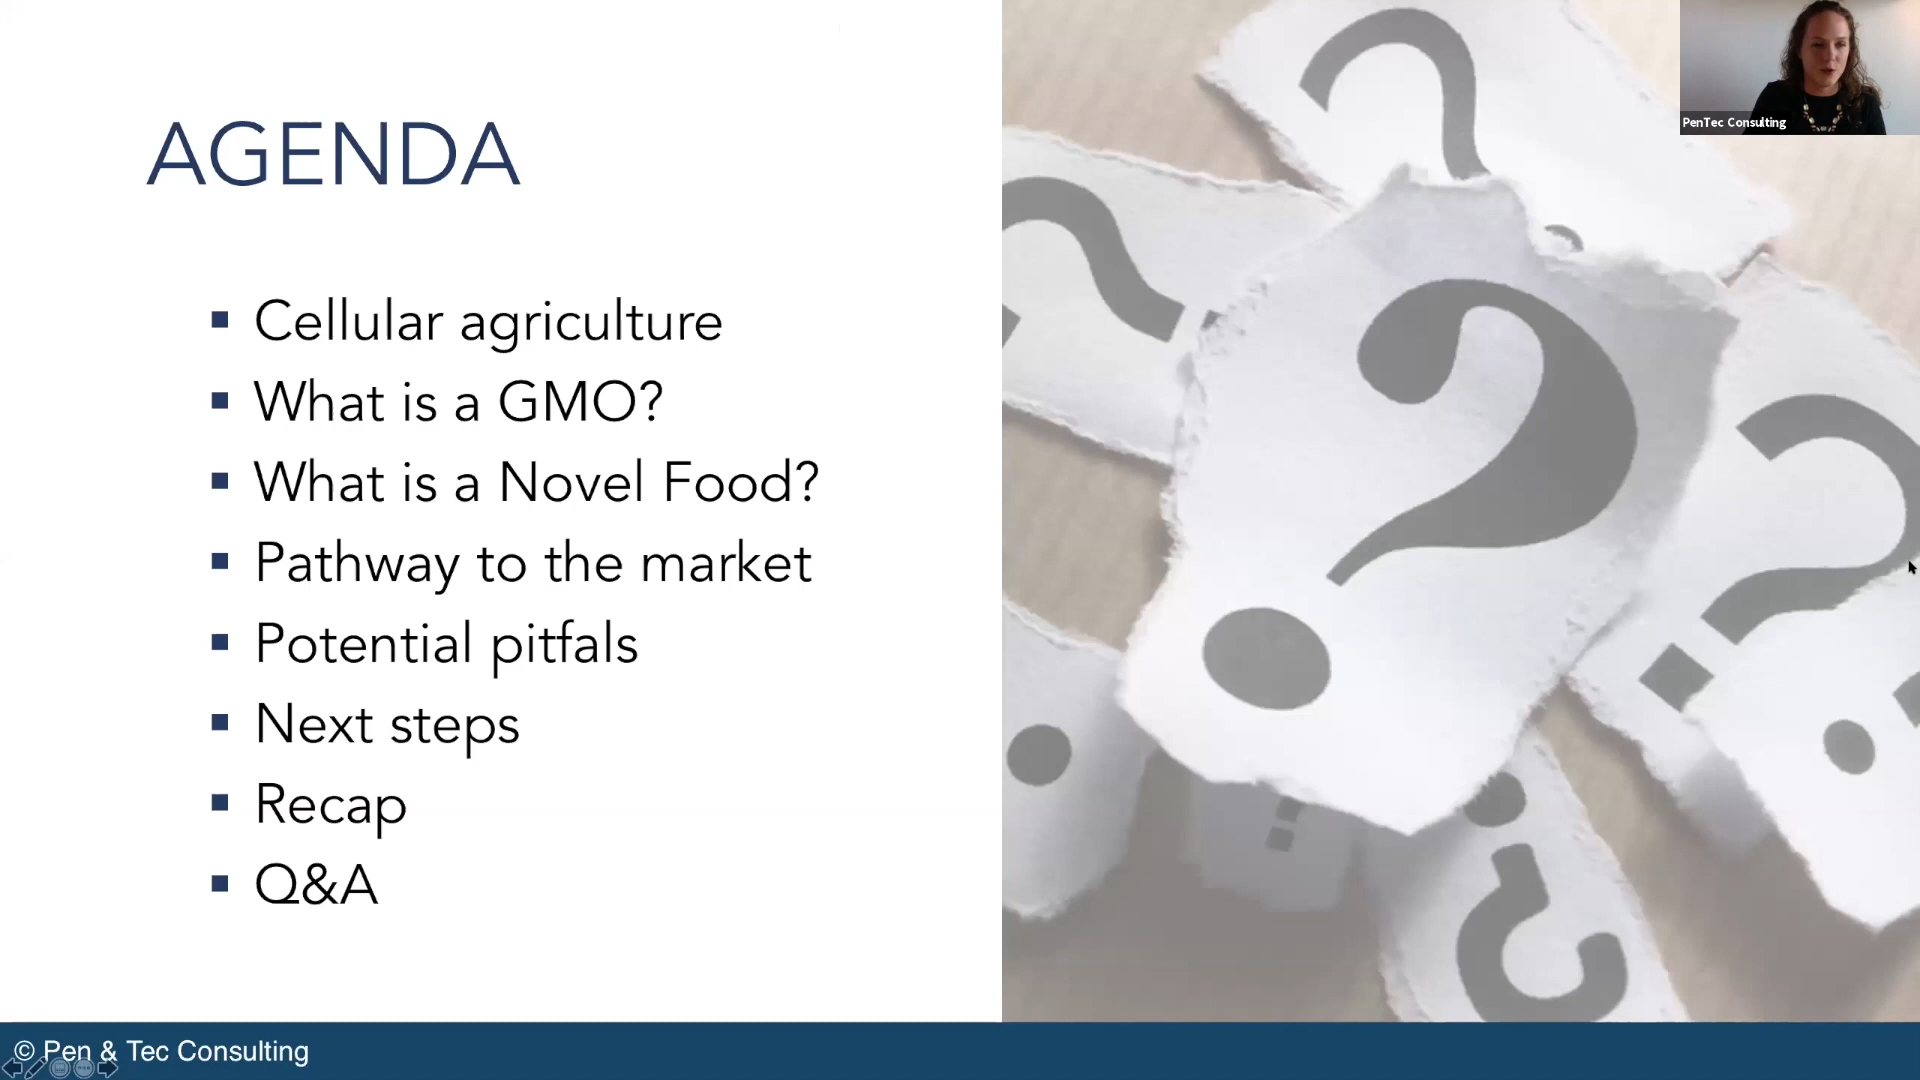 PenTec Consulting
AGENDA
▪ Cellular agriculture
▪ What is a GMO?
▪ What is a Novel Food?
▪ Pathway to the market
▪ Potential pitfals
▪ Next steps
▪ Recap
▪ Q&A
? ? ? ? ?
© Pen & Tec Consulting